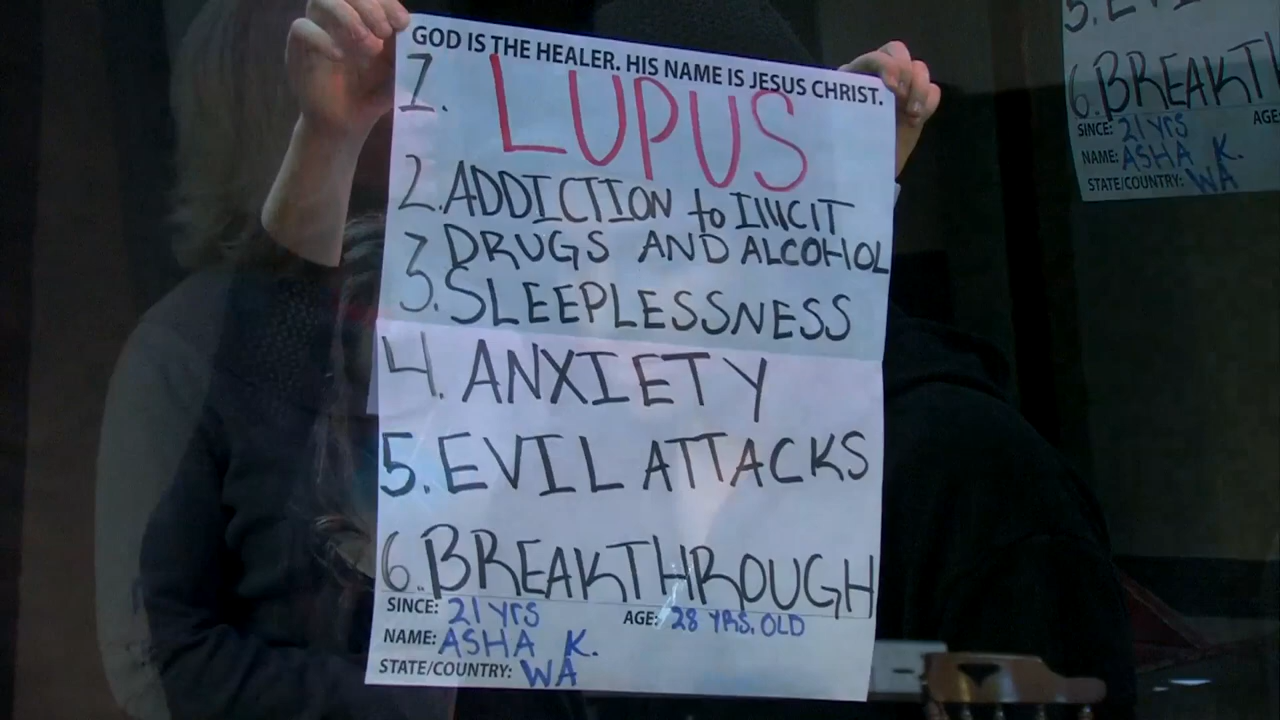 GOD IS THE HEALER. HIS NAME IS JESUS CHRIST.
1. LUPUS
2. ADDICTION to IllICIT
DRUGS AND ALCOHOL
3. SLEEPLESSNESS
4. ANXIETY
5. EVIL ATTACKS
6. BREAKTHROUGH
SINCE: 21 YRS AGE: 28 YRS. OLD
NAME: ASHA K.
STATE/COUNTRY: WA
5. EVI
6. BREAKTH
SINCE: 21 YRS AGE:
NAME: ASHA K.
STATE/COUNTRY: WA